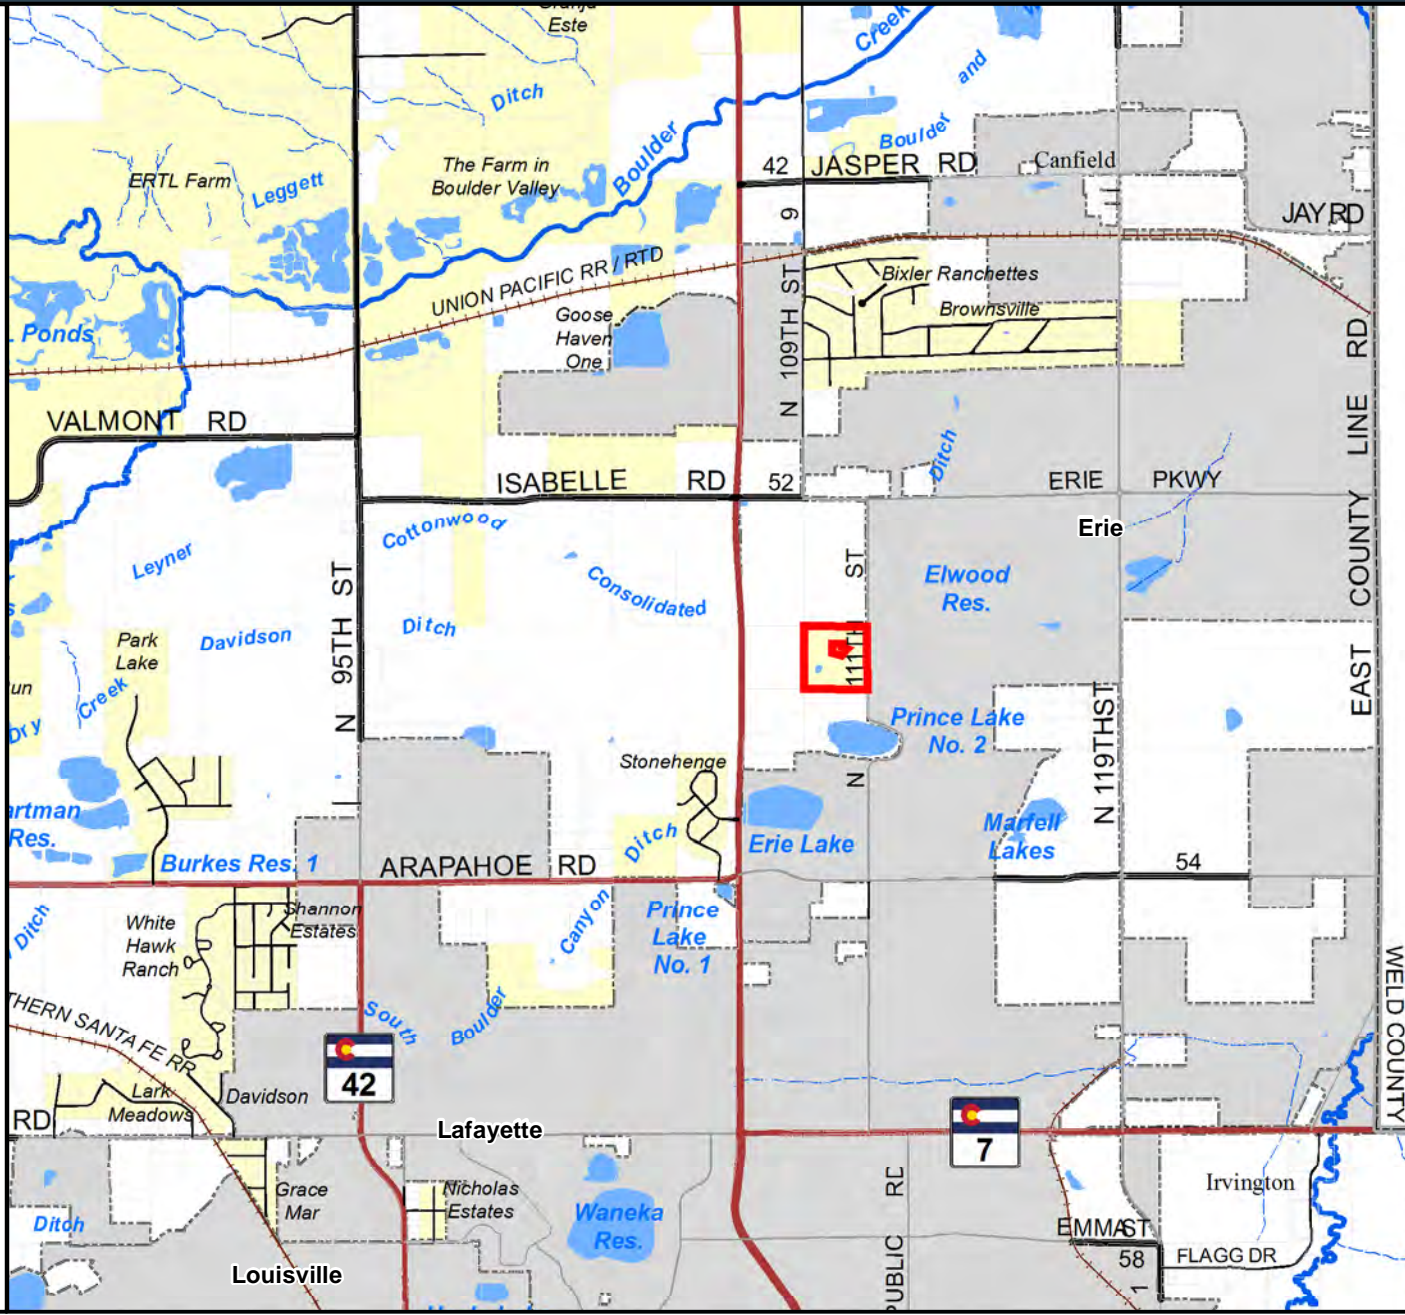 Este
Creek
and
Ditch
Boulder
Boulder
42
JASPER RD
Canfield
The Farm in
Boulder Valley
ERTL Farm
Leggett
9
JAY RD
UNION PACIFIC RR / RTD
Bixler Ranchettes
Brownsville
Goose
Haven
One
Ponds
N 109TH ST
VALMONT RD
Ditch
ISABELLE RD
52
ERIE PKWY
Erie
Cottonwood
Leyner
Consolidated
Elwood
Res.
N 95TH ST
Davidson
Ditch
Park
Lake
N 111TH ST
EAST COUNTY LINE RD
un
Dry
Creek
Prince Lake
No. 2
N 119TH ST
Stonehenge
artman
Res.
Burkes Res. 1
Ditch
Erie Lake
Marfell
Lakes
ARAPAHOE RD
54
Ditch
White
Hawk
Ranch
Shannon
Estates
Canyon
Prince
Lake
No. 1
WELD COUNTY
THERN SANTA FE RR
South
Boulder
42
Lark
Meadows
Davidson
RD
Lafayette
7
Grace
Mar
Nicholas
Estates
Waneka
Res.
PUBLIC RD
Irvington
Ditch
EMMA ST
58
FLAGG DR
1
Louisville